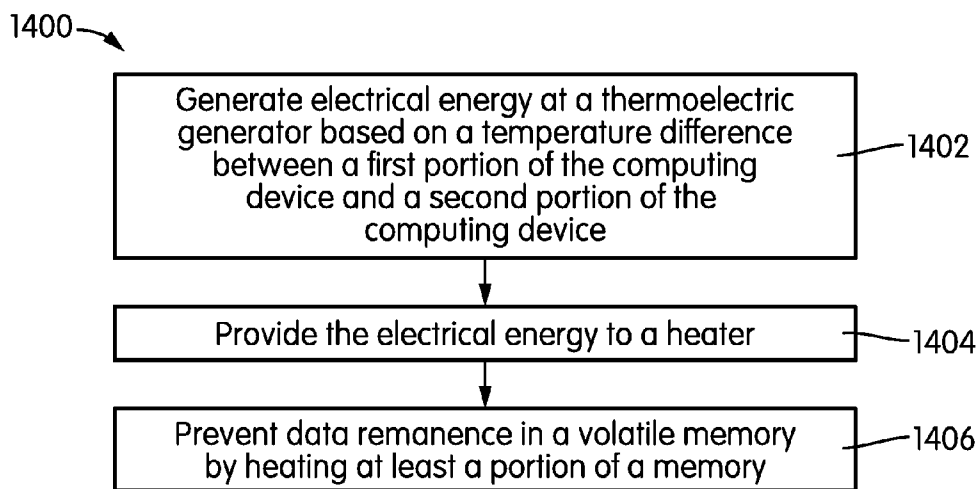 1400
Generate electrical energy at a thermoelectric
generator based on a temperature difference
between a first portion of the computing
device and a second portion of the
computing device
1402
Provide the electrical energy to a heater
1404
Prevent data remanence in a volatile memory
by heating at least a portion of a memory
1406